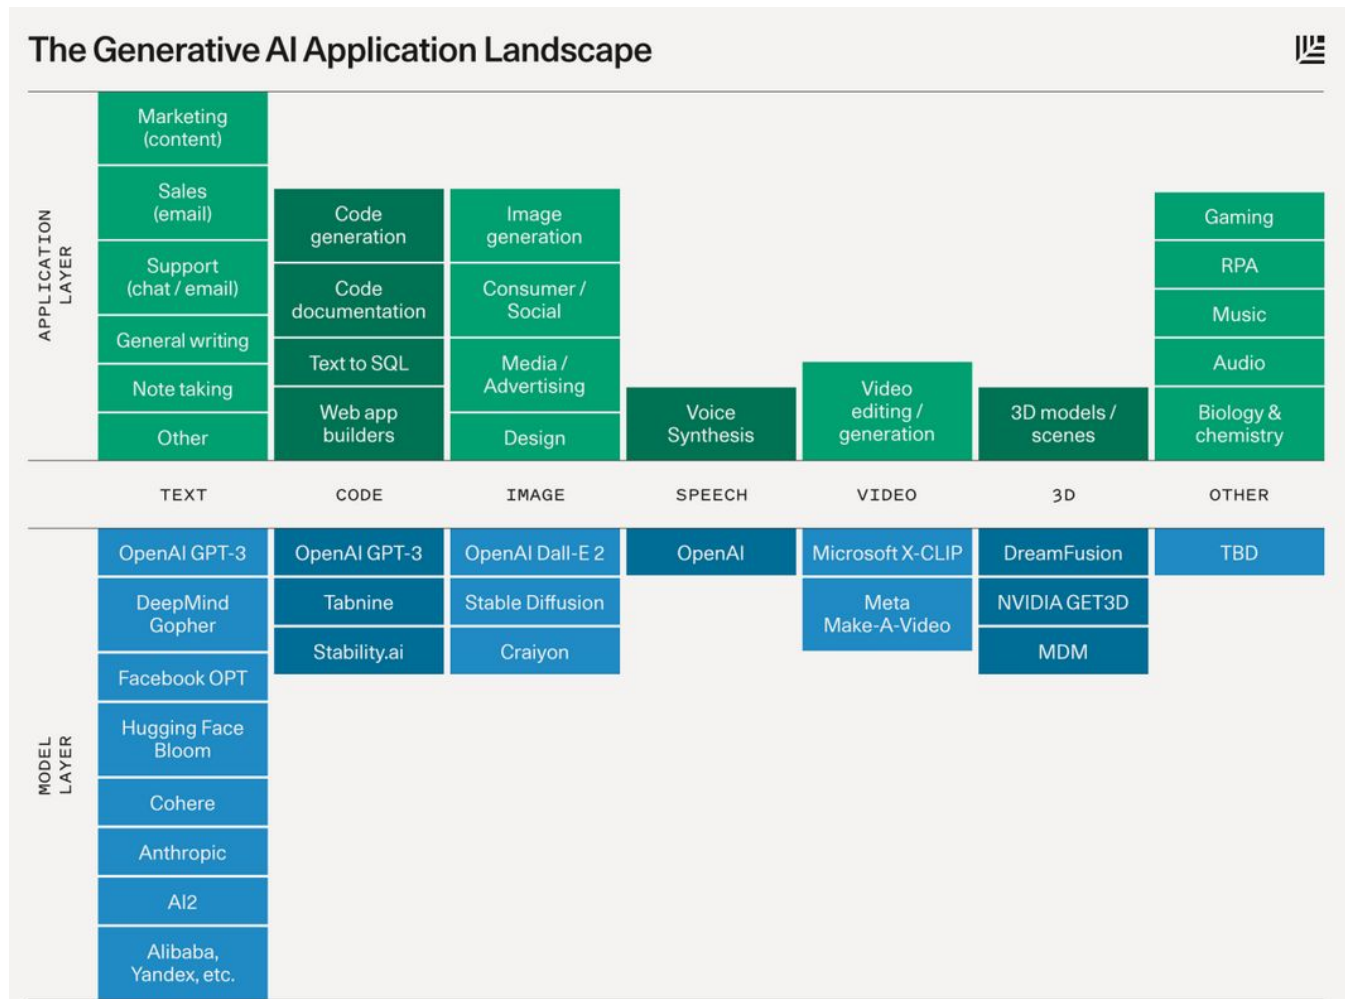 The Generative AI Application Landscape
APPLICATION
LAYER
Marketing
(content)
Sales
(email)
Support
(chat / email)
General writing
Note taking
Other
Code
generation
Code
documentation
Text to SQL
Web app
builders
Image
generation
Consumer /
Social
Media /
Advertising
Design
Voice
Synthesis
Video
editing /
generation
3D models /
scenes
Gaming
RPA
Music
Audio
Biology &
chemistry
TEXT
CODE
IMAGE
SPEECH
VIDEO
3D
OTHER
MODEL
LAYER
OpenAI GPT-3
DeepMind
Gopher
Facebook OPT
Hugging Face
Bloom
Cohere
Anthropic
AI2
Alibaba,
Yandex, etc.
OpenAI GPT-3
Tabnine
Stability.ai
OpenAI Dall-E 2
Stable Diffusion
Craiyon
OpenAI
Microsoft X-CLIP
Meta
Make-A-Video
DreamFusion
NVIDIA GET3D
MDM
TBD